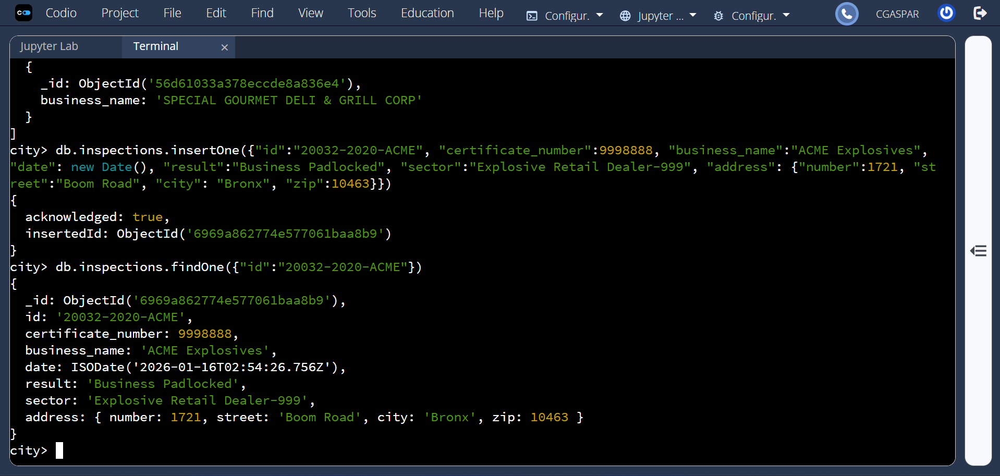 Codio Project File Edit Find View Tools Education Help Configur. Jupyter ... Configur. CGASPAR
Jupyter Lab Terminal
{
_id: ObjectId('56d61033a378eccde8a836e4'),
business_name: 'SPECIAL GOURMET DELI & GRILL CORP'
}
]
city> db.inspections.insertOne({"id":"20032-2020-ACME", "certificate_number":9998888, "business_name":"ACME Explosives",
"date": new Date(), "result":"Business Padlocked", "sector":"Explosive Retail Dealer-999", "address": {"number":1721, "st
reet":"Boom Road", "city": "Bronx", "zip":10463}})
{
acknowledged: true,
insertedId: ObjectId('6969a862774e577061baa8b9')
}
city> db.inspections.findOne({"id":"20032-2020-ACME"})
{
_id: ObjectId('6969a862774e577061baa8b9'),
id: '20032-2020-ACME',
certificate_number: 9998888,
business_name: 'ACME Explosives',
date: ISODate('2026-01-16T02:54:26.756Z'),
result: 'Business Padlocked',
sector: 'Explosive Retail Dealer-999',
address: { number: 1721, street: 'Boom Road', city: 'Bronx', zip: 10463 }
}
city>